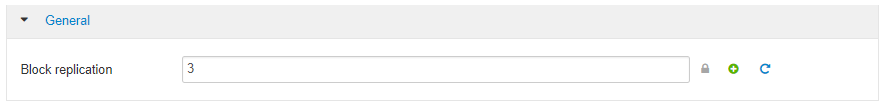 General
Block replication
3